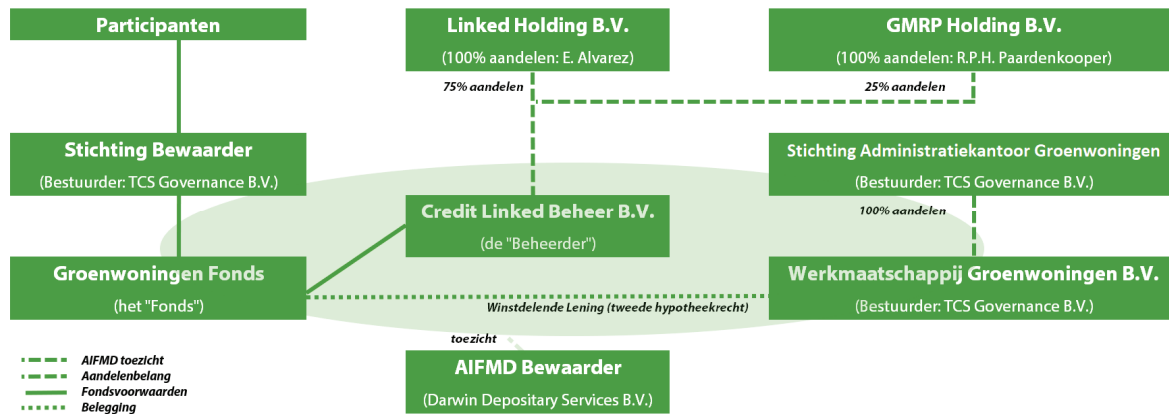 Participanten
Linked Holding B.V.
(100% aandelen: E. Alvarez)
GMRP Holding B.V.
(100% aandelen: R.P.H. Paardenkooper)
75% aandelen
25% aandelen
Stichting Bewaarder
(Bestuurder: TCS Governance B.V.)
Stichting Administratiekantoor Groenwoningen
(Bestuurder: TCS Governance B.V.)
100% aandelen
Credit Linked Beheer B.V.
(de "Beheerder")
Groenwoningen Fonds
(het "Fonds")
Winstdelende Lening (tweede hypotheekrecht)
Werkmaatschappij Groenwoningen B.V.
(Bestuurder: TCS Governance B.V.)
toezicht
AIFMD Bewaarder
(Darwin Depositary Services B.V.)
AIFMD toezicht
Aandelenbelang
Fondsvoorwaarden
Belegging